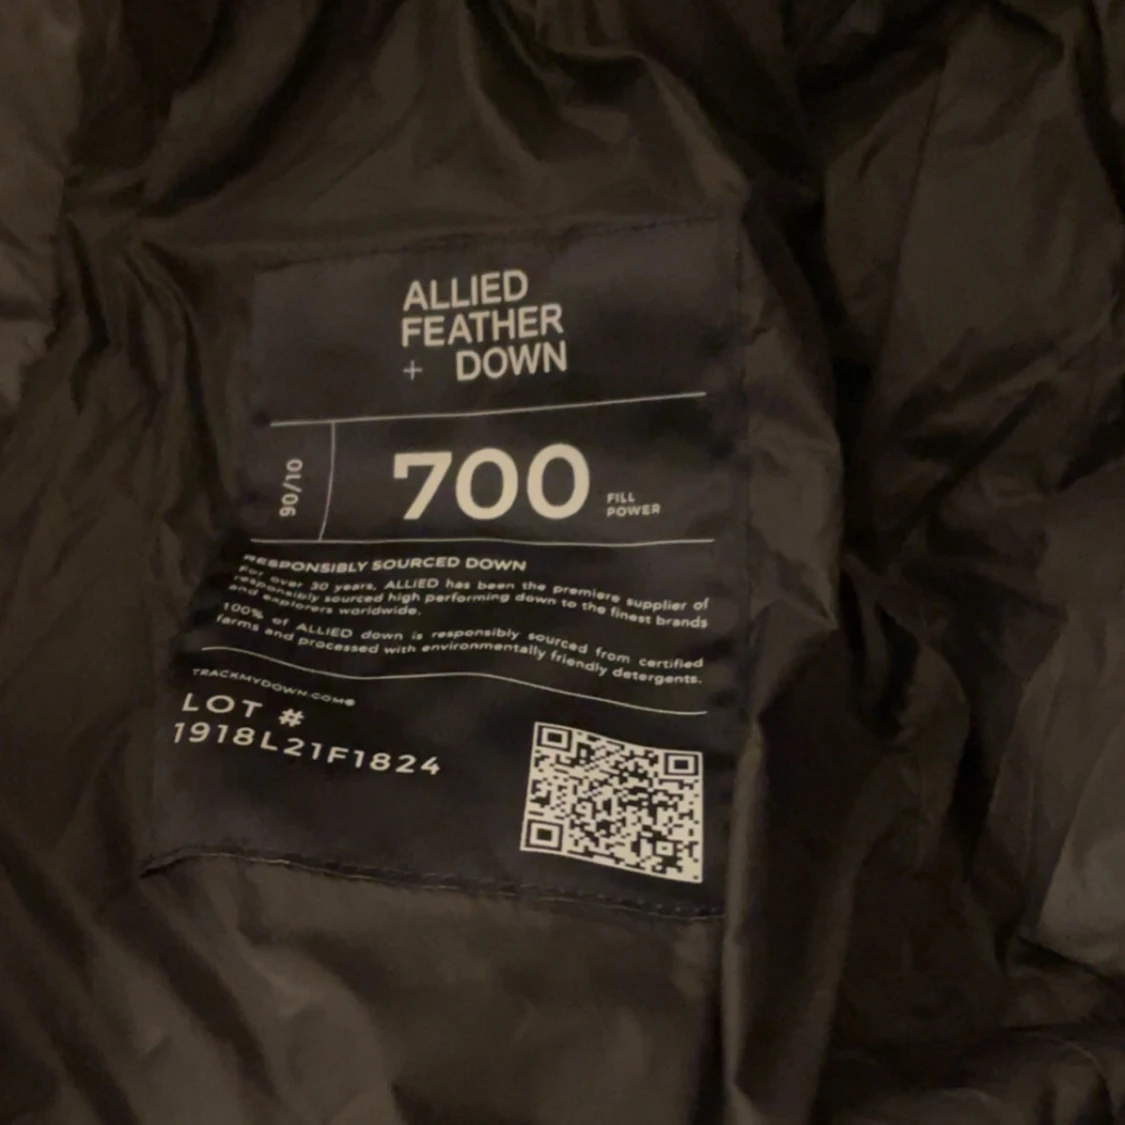 ALLIED
FEATHER
+ DOWN
90/10
700
FILL
POWER
RESPONSIBLY SOURCED DOWN
For over 30 years, ALLIED has been the premiere supplier of
responsibly sourced high performing down to the finest brands
and explorers worldwide.
100% of ALLIED down is responsibly sourced from certified
farms and processed with environmentally friendly detergents.
TRACKMYDOWN.COM®
LOT #
1918L21F1824